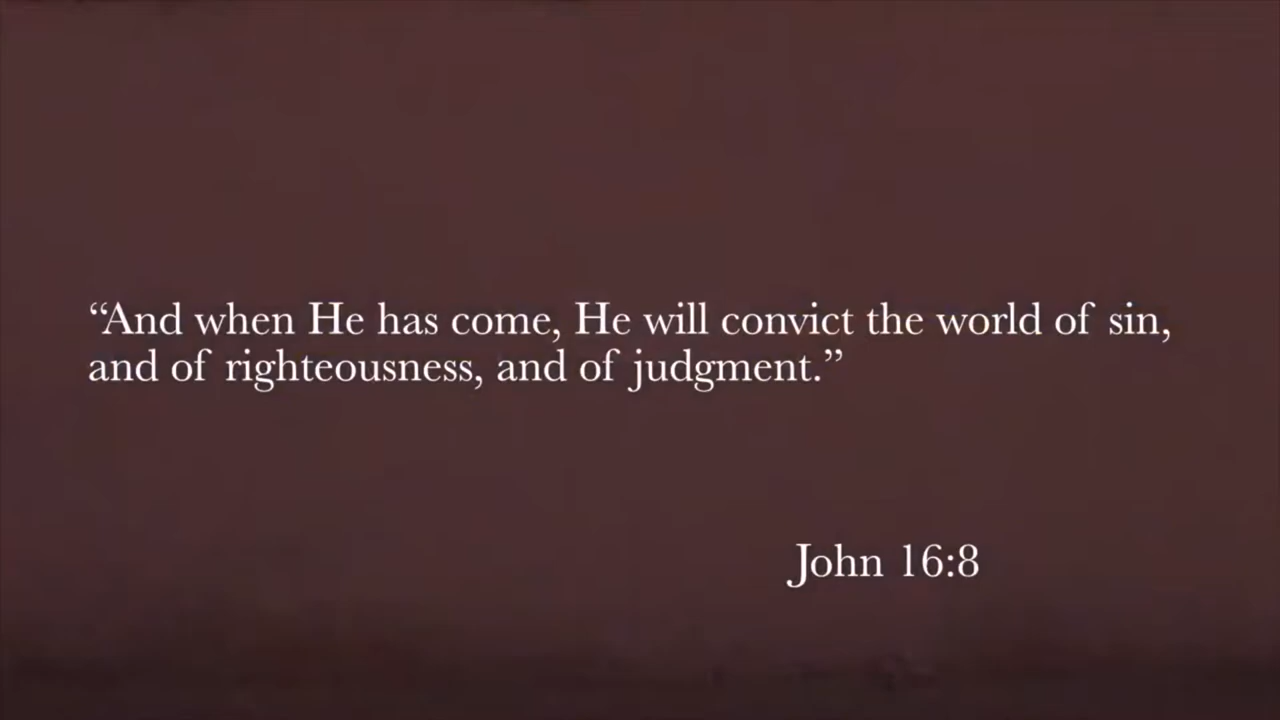 “And when He has come, He will convict the world of sin,
and of righteousness, and of judgment.”
John 16:8